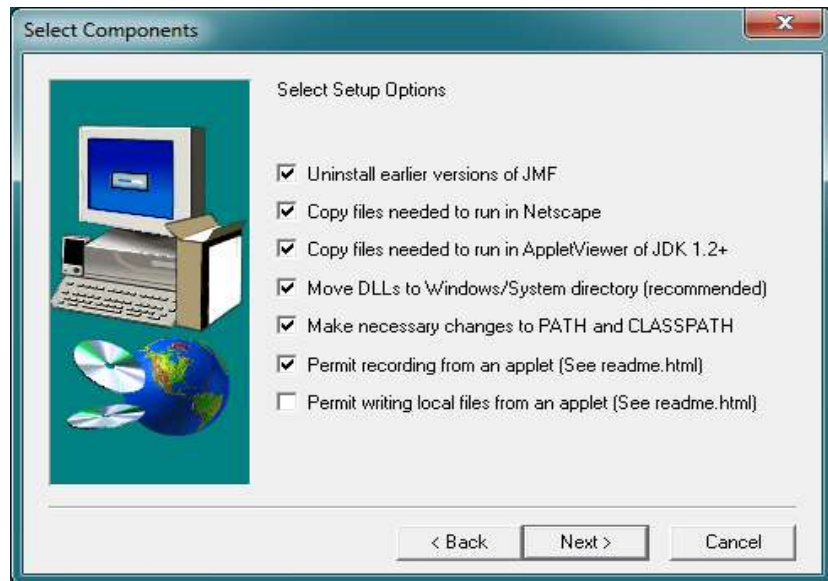 Select Components
Select Setup Options
Uninstall earlier versions of JMF
Copy files needed to run in Netscape
Copy files needed to run in AppletViewer of JDK 1.2+
Move DLLs to Windows/System directory (recommended)
Make necessary changes to PATH and CLASSPATH
Permit recording from an applet (See readme.html)
Permit writing local files from an applet (See readme.html)
< Back Next > Cancel